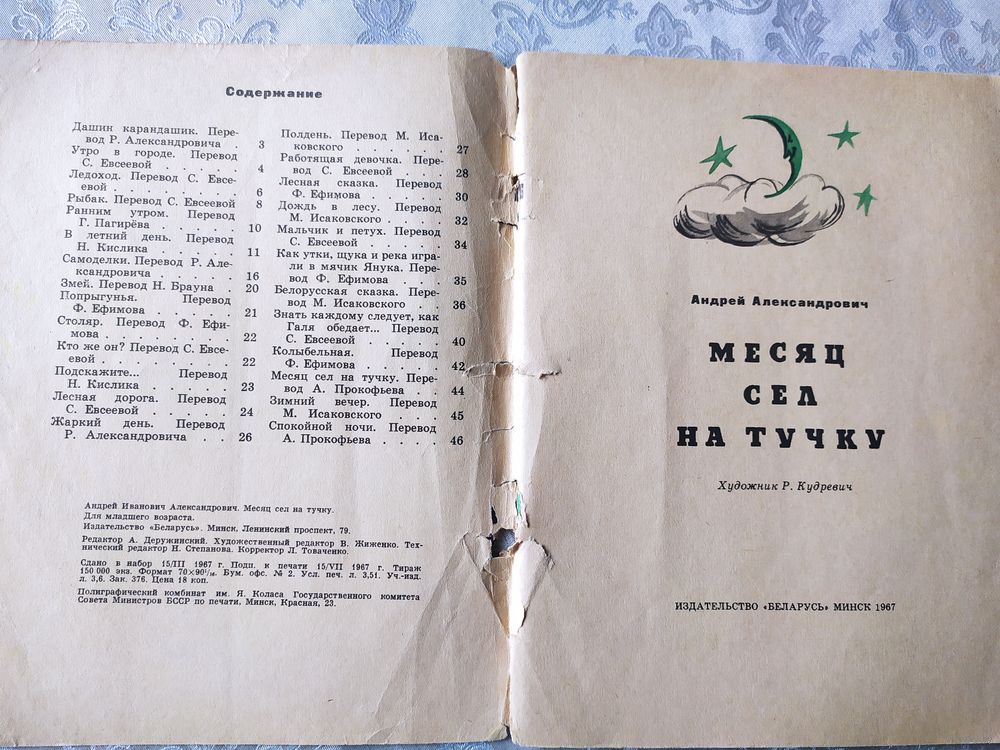 Содержание
Дашин карандашик. Пере-
вод Р. Александровича . 3
Утро в городе. Перевод
С. Евсеевой . . . . . 4
Ледоход. Перевод С. Евсе-
евой . . . . . . . . 6
Рыбак. Перевод С. Евсеевой 8
Ранним утром. Перевод
Г. Пагирёва . . . . . 10
В летний день. Перевод
Н. Кислика . . . . . 11
Самоделки. Перевод Р. Але-
ксандровича . . . . . 16
Змей. Перевод Н. Брауна . 20
Попрыгунья. Перевод
Ф. Ефимова . . . . . 21
Столяр. Перевод Ф. Ефи-
мова . . . . . . . . 22
Кто же он? Перевод С. Евсе-
евой . . . . . . . . 22
Подскажите... Перевод
Н. Кислика . . . . . 23
Лесная дорога. Перевод
С. Евсеевой . . . . . 24
Жаркий день. Перевод
Р. Александровича . . 26
Полдень. Перевод М. Иса-
ковского . . . . . . 27
Работящая девочка. Пере-
вод С. Евсеевой . . . 28
Лесная сказка. Перевод
Ф. Ефимова . . . . . 30
Дождь в лесу. Перевод
М. Исаковского . . . . 32
Мальчик и петух. Перевод
С. Евсеевой . . . . . 34
Как утки, щука и река игра-
ли в мячик Янука. Пере-
вод Ф. Ефимова . . . 35
Белорусская сказка. Пере-
вод М. Исаковского . . 36
Знать каждому следует, как
Галя обедает... Перевод
С. Евсеевой . . . . . 40
Колыбельная. Перевод
Ф. Ефимова . . . . . 42
Месяц сел на тучку. Пере-
вод А. Прокофьева . . 44
Зимний вечер. Перевод
М. Исаковского . . . . 45
Спокойной ночи. Перевод
А. Прокофьева . . . . 46
Андрей Иванович Александрович. Месяц сел на тучку.
Для младшего возраста.
Издательство «Беларусь». Минск, Ленинский проспект, 79.
Редактор А. Деружинский. Художественный редактор В. Жиженко. Тех-
нический редактор Н. Степанова. Корректор Л. Товаченко.
Сдано в набор 15/III 1967 г. Подп. к печати 15/VII 1967 г. Тираж
150 000 экз. Формат 70×90¹/₁₆. Бум. офс. № 2. Усл. печ. л. 3,51. Уч.-изд.
л. 3,6. Зак. 376. Цена 18 коп.
Полиграфический комбинат им. Я. Коласа Государственного комитета
Совета Министров БССР по печати, Минск, Красная, 23.
Андрей Александрович
МЕСЯЦ
СЕЛ
НА ТУЧКУ
Художник Р. Кудревич
ИЗДАТЕЛЬСТВО «БЕЛАРУСЬ» МИНСК 1967